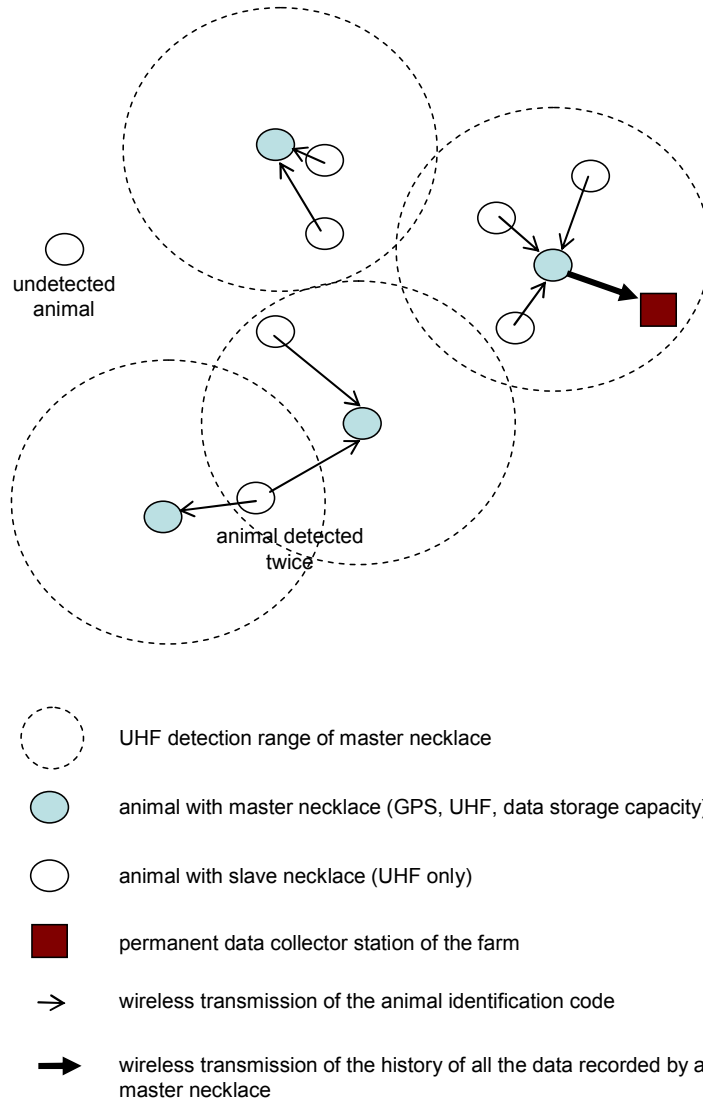 undetected
animal
animal detected
twice
UHF detection range of master necklace
animal with master necklace (GPS, UHF, data storage capacity)
animal with slave necklace (UHF only)
permanent data collector station of the farm
wireless transmission of the animal identification code
wireless transmission of the history of all the data recorded by a
master necklace